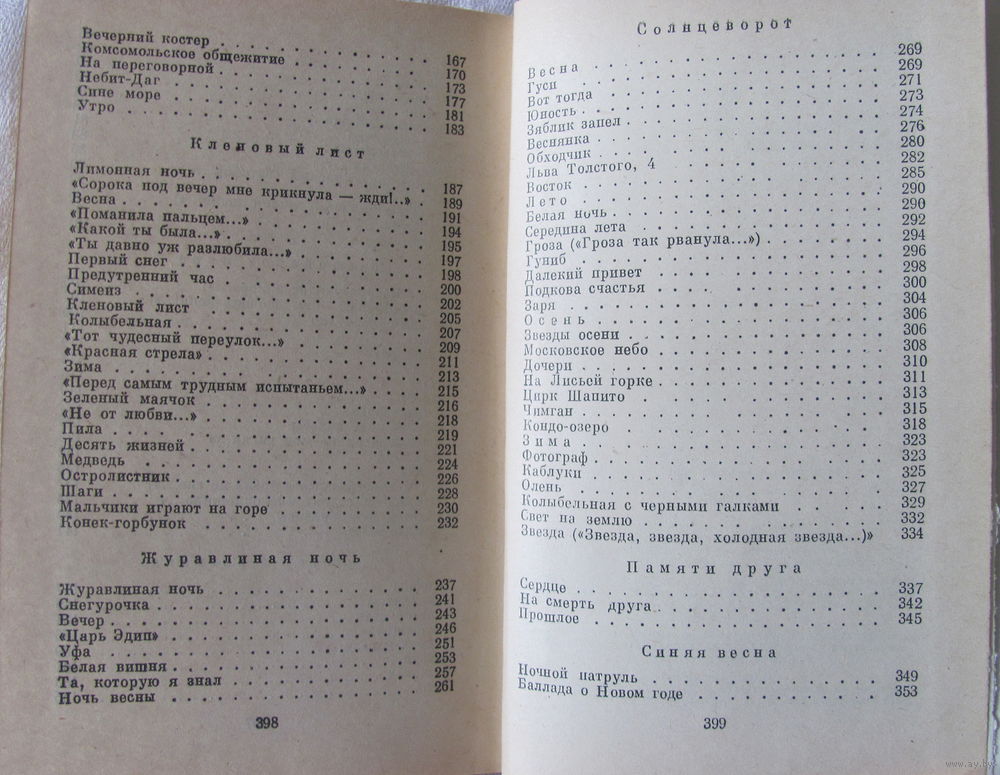 Вечерний костер . . . . . . . . . . 167
Комсомольское общежитие . . . . . . 170
На переговорной . . . . . . . . . . 173
Небит-Даг . . . . . . . . . . 177
Сине море . . . . . . . . . . 181
Утро . . . . . . . . . . 183
Кленовый лист
Лимонная ночь . . . . . . . . . . 187
«Сорока под вечер мне крикнула — жди!..» . 189
Весна . . . . . . . . . . 191
«Поманила пальцем...» . . . . . . . . 194
«Какой ты была...» . . . . . . . . 195
«Ты давно уж разлюбила...» . . . . . . 197
Первый снег . . . . . . . . . . 198
Предутренний час . . . . . . . . . 200
Симеиз . . . . . . . . . . 202
Кленовый лист . . . . . . . . . . 205
Колыбельная . . . . . . . . . . 207
«Тот чудесный переулок...» . . . . . . 209
«Красная стрела» . . . . . . . . . 211
Зима . . . . . . . . . . 213
«Перед самым трудным испытаньем...» . . . 215
Зеленый маячок . . . . . . . . . . 216
«Не от любви...» . . . . . . . . . 218
Пила . . . . . . . . . . 219
Десять жизней . . . . . . . . . . 221
Медведь . . . . . . . . . . 224
Остролистник . . . . . . . . . . 226
Шаги . . . . . . . . . . 228
Мальчики играют на горе . . . . . . 230
Конек-горбунок . . . . . . . . . . 232
Журавлиная ночь
Журавлиная ночь . . . . . . . . . 237
Снегурочка . . . . . . . . . . 241
Вечер . . . . . . . . . . 243
«Царь Эдип» . . . . . . . . . . 246
Уфа . . . . . . . . . . 251
Белая вишня . . . . . . . . . . 253
Та, которую я знал . . . . . . . . 257
Ночь весны . . . . . . . . . . 261
398
Солнцеворот
Весна . . . . . . . . . . 269
Гуси . . . . . . . . . . 269
Вот тогда . . . . . . . . . . 271
Юность . . . . . . . . . . 273
Зяблик запел . . . . . . . . . . 274
Веснянка . . . . . . . . . . 276
Обходчик . . . . . . . . . . 280
Льва Толстого, 4 . . . . . . . . . 282
Восток . . . . . . . . . . 285
Лето . . . . . . . . . . 290
Белая ночь . . . . . . . . . . 290
Середина лета . . . . . . . . . . 292
Гроза («Гроза так рванула...») . . . . . 294
Гуниб . . . . . . . . . . 296
Далекий привет . . . . . . . . . 298
Подкова счастья . . . . . . . . . 300
Заря . . . . . . . . . . 304
Осень . . . . . . . . . . 306
Звезды осени . . . . . . . . . . 306
Московское небо . . . . . . . . . 308
Дочери . . . . . . . . . . 310
На Лисьей горке . . . . . . . . . 311
Цирк Шапито . . . . . . . . . . 313
Чимган . . . . . . . . . . 315
Кондо-озеро . . . . . . . . . . 318
Зима . . . . . . . . . . 323
Фотограф . . . . . . . . . . 323
Каблуки . . . . . . . . . . 325
Олень . . . . . . . . . . 327
Колыбельная с черными галками . . . . 329
Свет на землю . . . . . . . . . . 332
Звезда («Звезда, звезда, холодная звезда...)» 334
Памяти друга
Сердце . . . . . . . . . . 337
На смерть друга . . . . . . . . . 342
Прошлое . . . . . . . . . . 345
Синяя весна
Ночной патруль . . . . . . . . . 349
Баллада о Новом годе . . . . . . . 353
399
www.ay.by